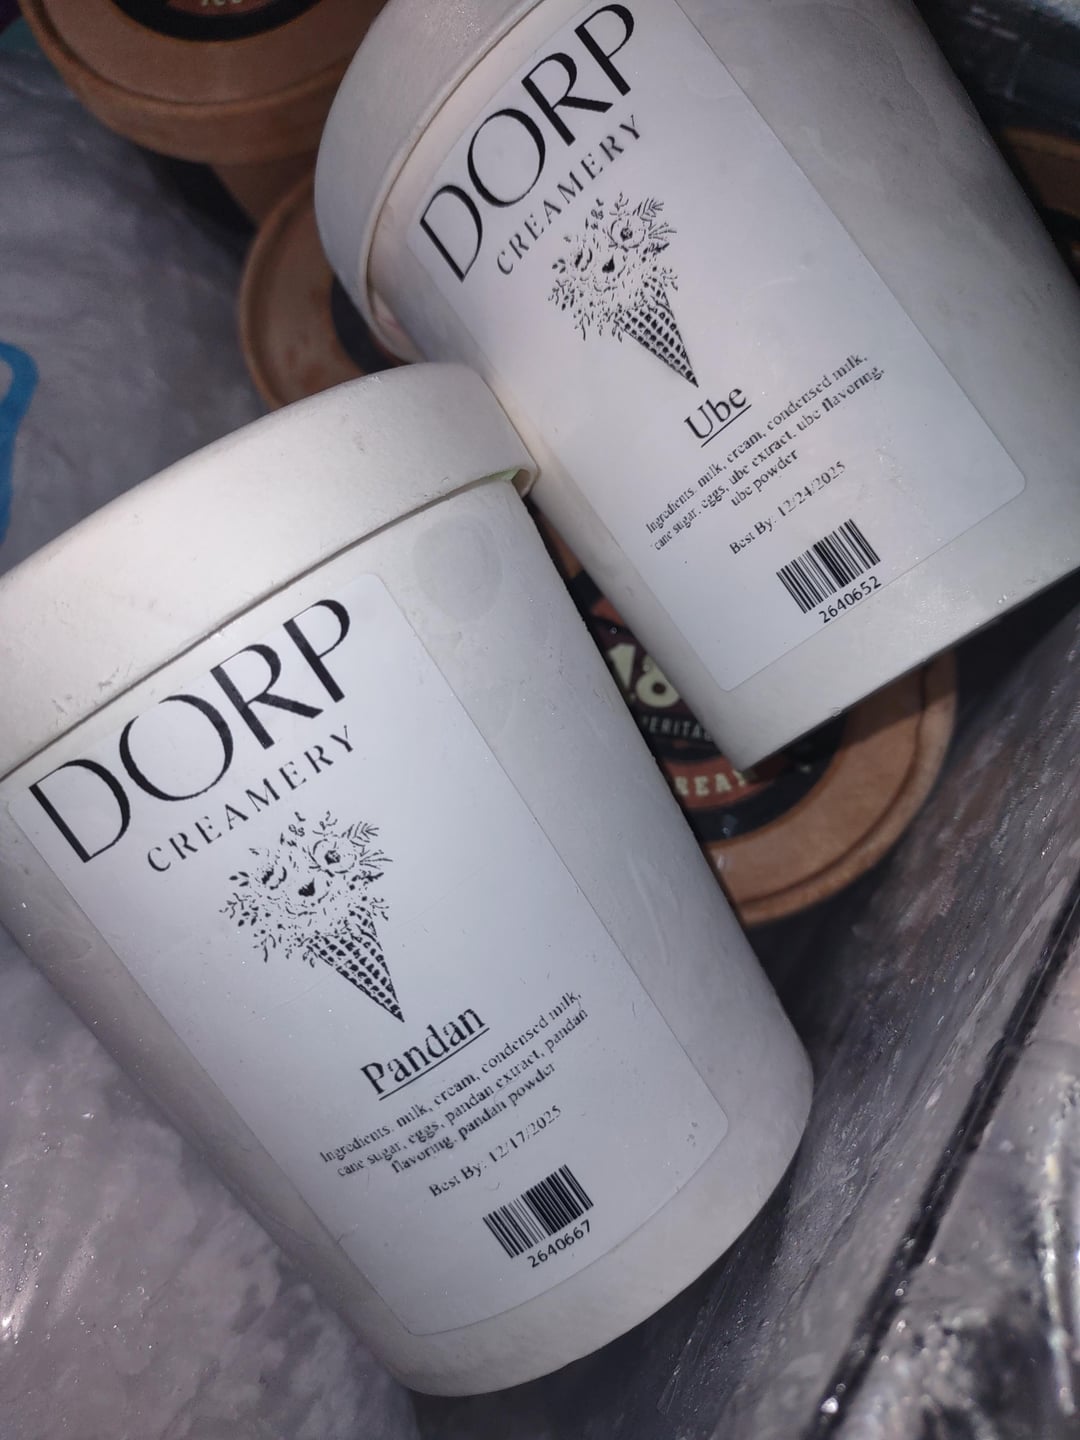 DORP
CREAMERY
Ube
Ingredients: milk, cream, condensed milk,
cane sugar, eggs, ube extract, ube flavoring,
ube powder
Best By: 12/24/2025
2640652
DORP
CREAMERY
Pandan
Ingredients: milk, cream, condensed milk,
cane sugar, eggs, pandan extract, pandan
flavoring, pandan powder
Best By: 12/17/2025
2640667